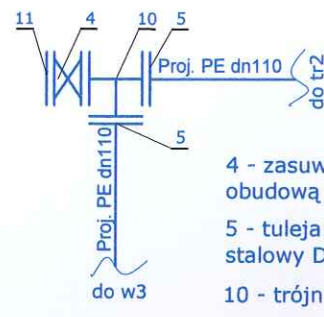 11
4
10
5
Proj. PE dn110
do tr2
5
Proj. PE dn110
do w3
4 - zasuw
obudową
5 - tuleja
stalowy D
10 - trójn